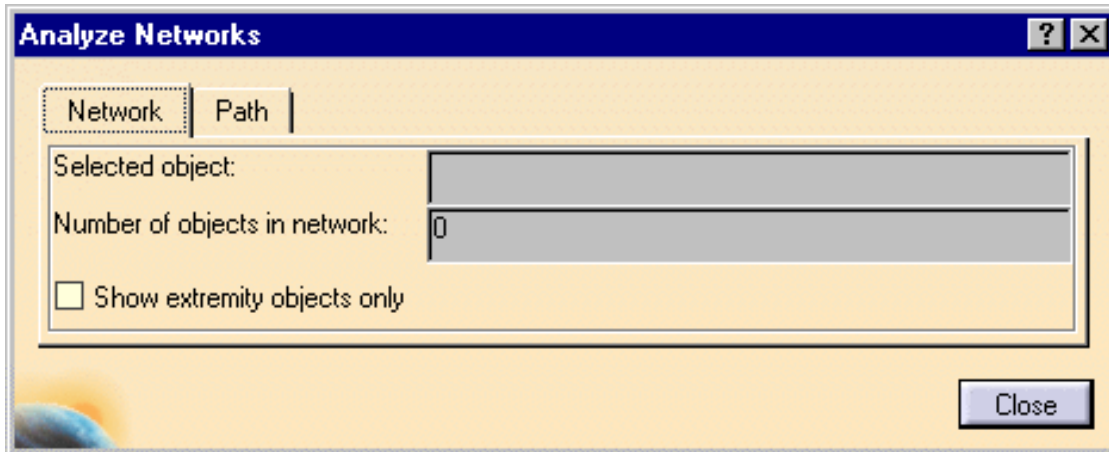 Analyze Networks
Network Path
Selected object:
Number of objects in network: 0
Show extremity objects only
Close